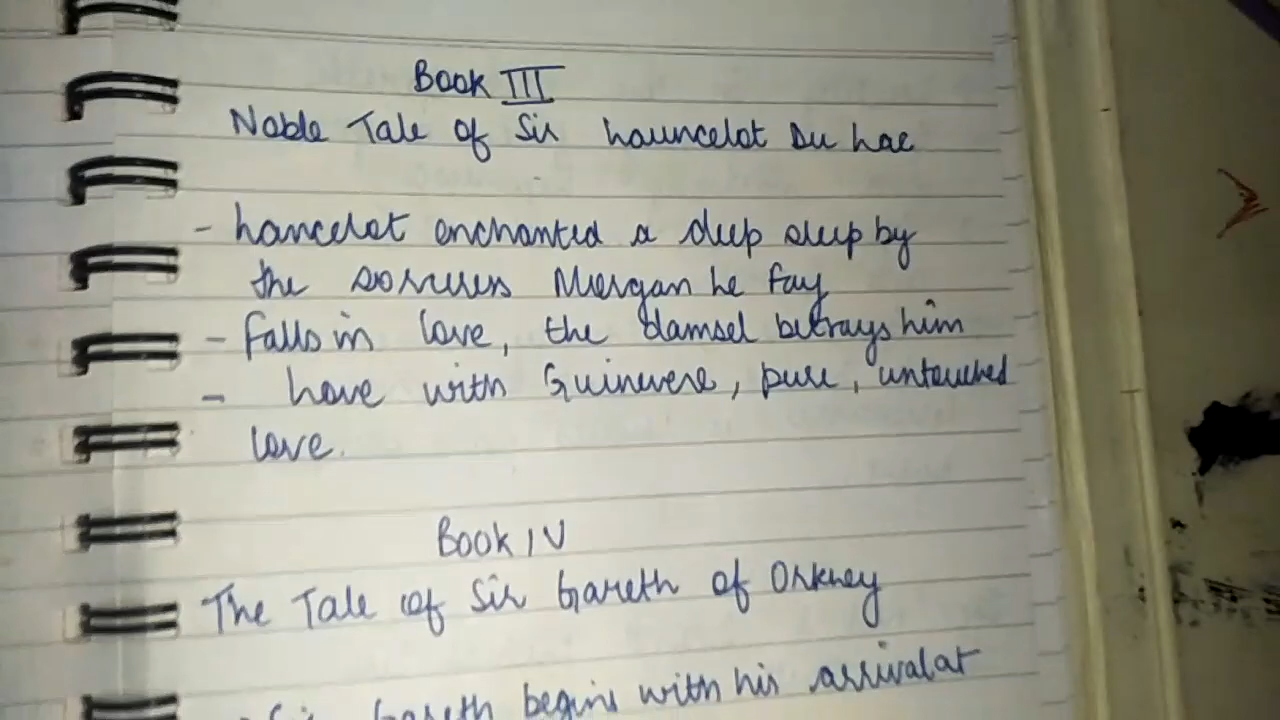 Book III
Noble Tale of Sir Launcelot Du Lac
- Lancelot enchanted a deep sleep by
the sorceress Morgan Le Fay
- Falls in love, the damsel betrays him
- Love with Guinevere, pure, untouched
love.
Book IV
The Tale of Sir Gareth of Orkney
Gareth begins with his arrival at